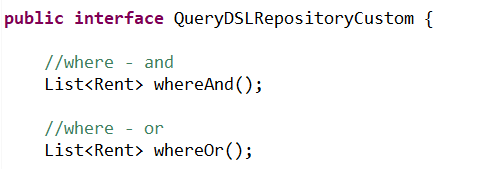 public interface QueryDSLRepositoryCustom {
//where - and
List<Rent> whereAnd();
//where - or
List<Rent> whereOr();